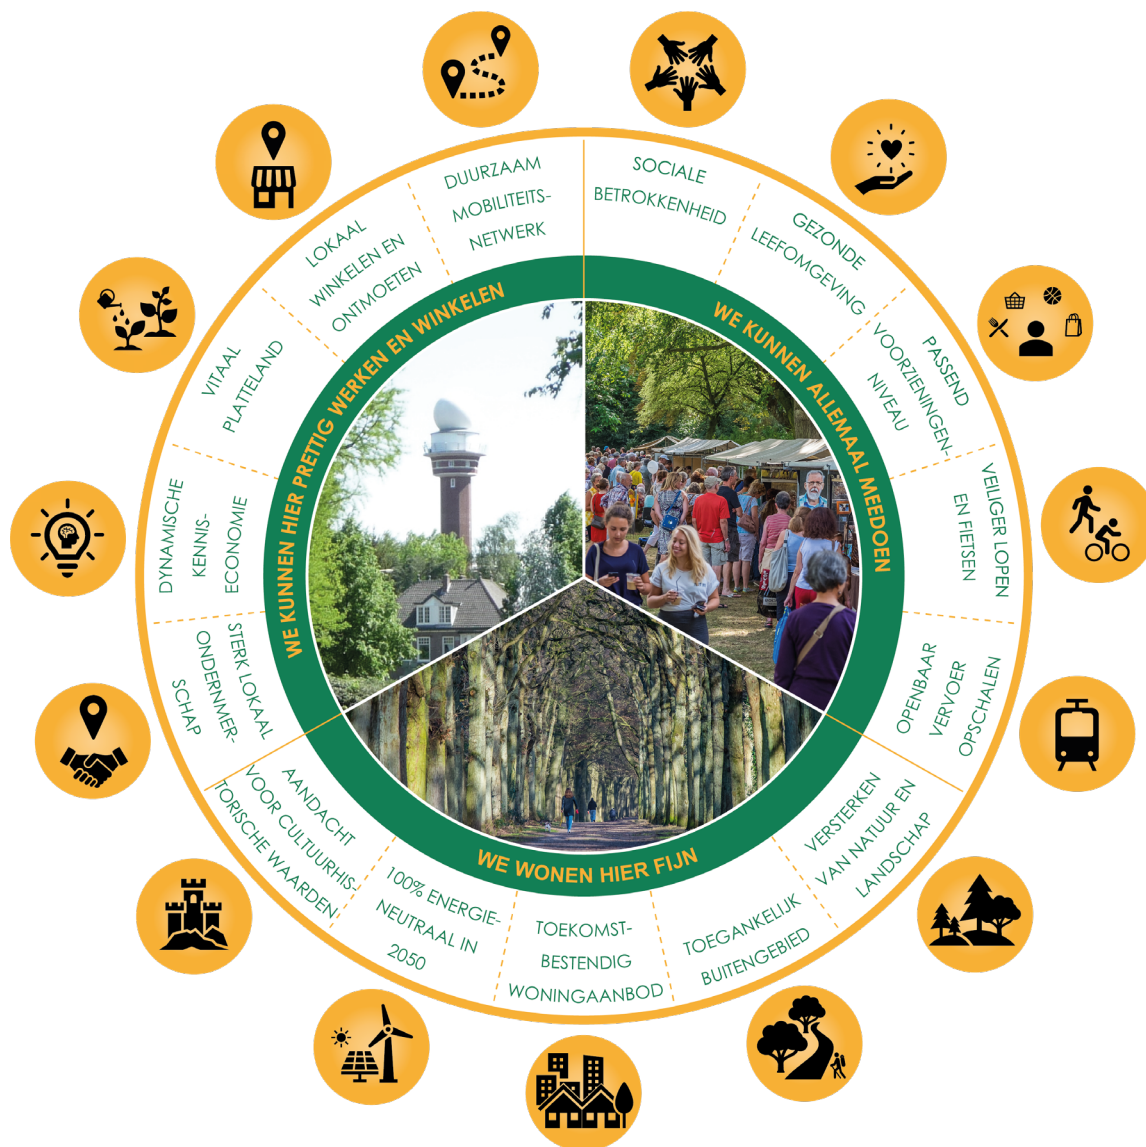 SOCIALE
BETROKKENHEID
GEZONDE
LEEFOMGEVING
PASSEND
VOORZIENINGEN-
NIVEAU
VEILIGER LOPEN
EN FIETSEN
OPENBAAR
VERVOER
OPSCHALEN
WE KUNNEN ALLEMAAL MEEDOEN
VERSTERKEN
VAN NATUUR EN
LANDSCHAP
TOEGANKELIJK
BUITENGEBIED
TOEKOMST-
BESTENDIG
WONINGAANBOD
100% ENERGIE-
NEUTRAAL IN
2050
AANDACHT
VOOR CULTUURHIS-
TORISCHE WAARDEN
WE WONEN HIER FIJN
STERK LOKAAL
ONDERNMER-
SCHAP
DYNAMISCHE
KENNIS-
ECONOMIE
VITAAL
PLATTELAND
LOKAAL
WINKELEN EN
ONTMOETEN
DUURZAAM
MOBILITEITS-
NETWERK
WE KUNNEN HIER PRETTIG WERKEN EN WINKELEN